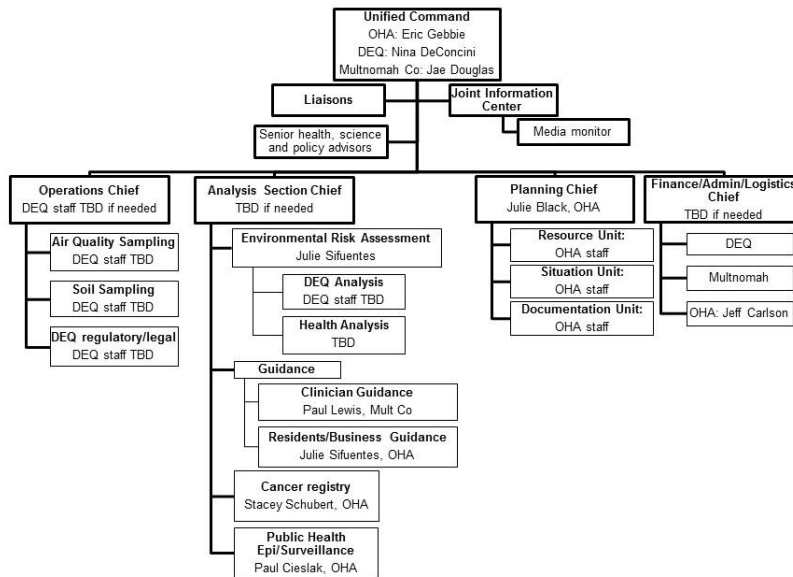 Unified Command
OHA: Eric Gebbie
DEQ: Nina DeConcini
Multnomah Co: Jae Douglas
Liaisons
Joint Information
Center
Media monitor
Senior health, science
and policy advisors
Operations Chief
DEQ staff TBD if needed
Air Quality Sampling
DEQ staff TBD
Soil Sampling
DEQ staff TBD
DEQ regulatory/legal
DEQ staff TBD
Analysis Section Chief
TBD if needed
Environmental Risk Assessment
Julie Sifuentes
DEQ Analysis
DEQ staff TBD
Health Analysis
TBD
Guidance
Clinician Guidance
Paul Lewis, Mult Co
Residents/Business Guidance
Julie Sifuentes, OHA
Cancer registry
Stacey Schubert, OHA
Public Health
Epi/Surveillance
Paul Cieslak, OHA
Planning Chief
Julie Black, OHA
Resource Unit:
OHA staff
Situation Unit:
OHA staff
Documentation Unit:
OHA staff
Finance/Admin/Logistics
Chief
TBD if needed
DEQ
Multnomah
OHA: Jeff Carlson